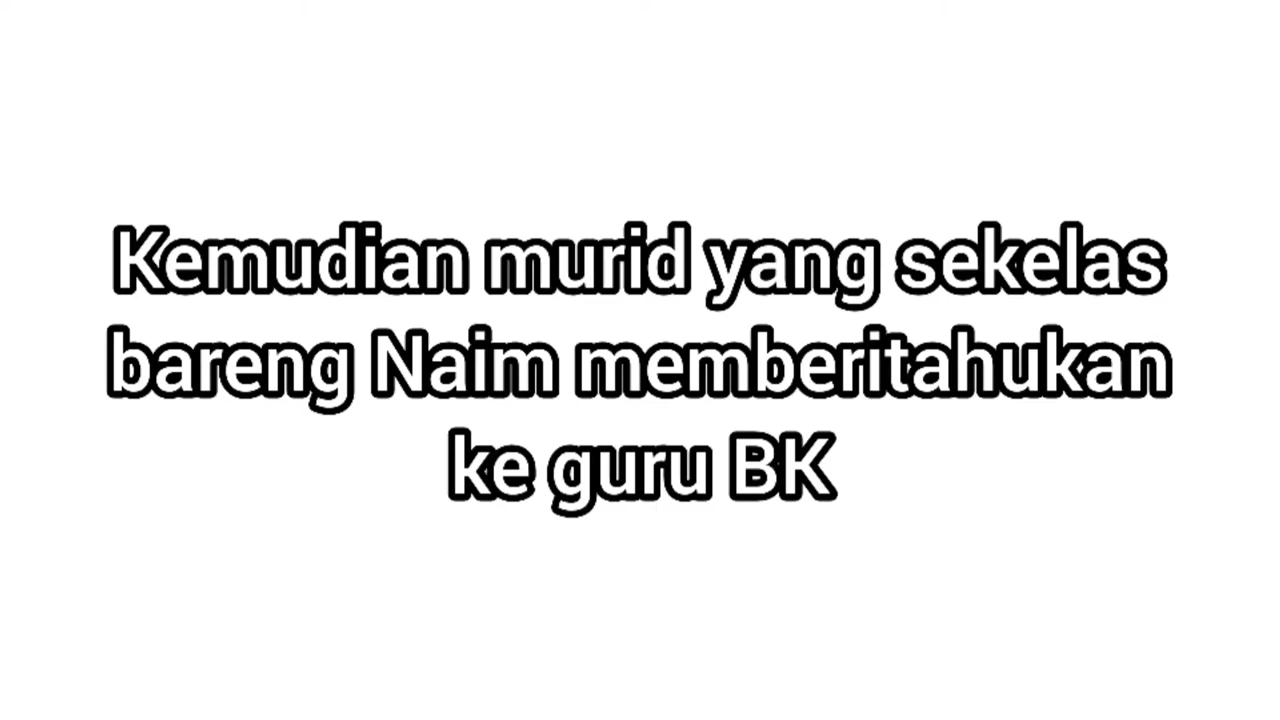 Kemudian murid yang sekelas
bareng Naim memberitahukan
ke guru BK